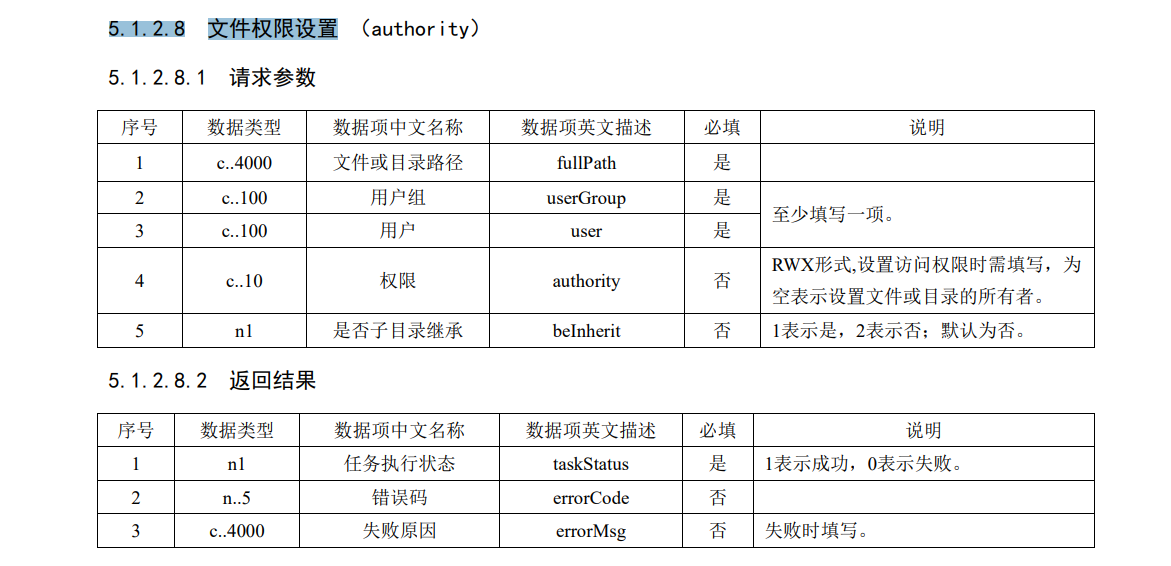 5.1.2.8 文件权限设置 （authority）
5.1.2.8.1 请求参数
序号 数据类型 数据项中文名称 数据项英文描述 必填 说明
1 c..4000 文件或目录路径 fullPath 是
2 c..100 用户组 userGroup 是 至少填写一项。
3 c..100 用户 user 是
4 c..10 权限 authority 否 RWX形式,设置访问权限时需填写，为
空表示设置文件或目录的所有者。
5 n1 是否子目录继承 beInherit 否 1表示是，2表示否；默认为否。
5.1.2.8.2 返回结果
序号 数据类型 数据项中文名称 数据项英文描述 必填 说明
1 n1 任务执行状态 taskStatus 是 1表示成功，0表示失败。
2 n..5 错误码 errorCode 否
3 c..4000 失败原因 errorMsg 否 失败时填写。